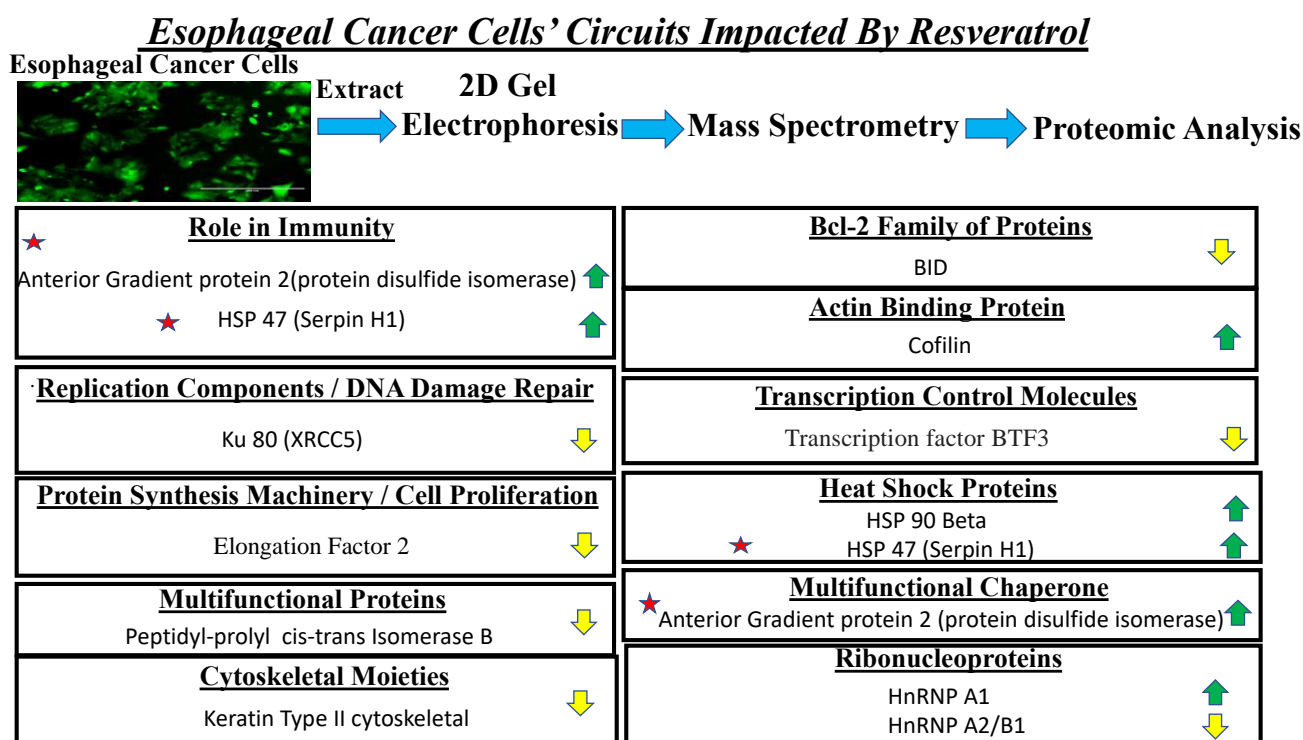 Esophageal Cancer Cells' Circuits Impacted By Resveratrol
Esophageal Cancer Cells
Extract
2D Gel
Electrophoresis
Mass Spectrometry
Proteomic Analysis
Role in Immunity
Anterior Gradient protein 2(protein disulfide isomerase)
HSP 47 (Serpin H1)
Replication Components / DNA Damage Repair
Ku 80 (XRCC5)
Protein Synthesis Machinery / Cell Proliferation
Elongation Factor 2
Multifunctional Proteins
Peptidyl-prolyl cis-trans Isomerase B
Cytoskeletal Moieties
Keratin Type II cytoskeletal
Bcl-2 Family of Proteins
BID
Actin Binding Protein
Cofilin
Transcription Control Molecules
Transcription factor BTF3
Heat Shock Proteins
HSP 90 Beta
HSP 47 (Serpin H1)
Multifunctional Chaperone
Anterior Gradient protein 2 (protein disulfide isomerase)
Ribonucleoproteins
HnRNP A1
HnRNP A2/B1